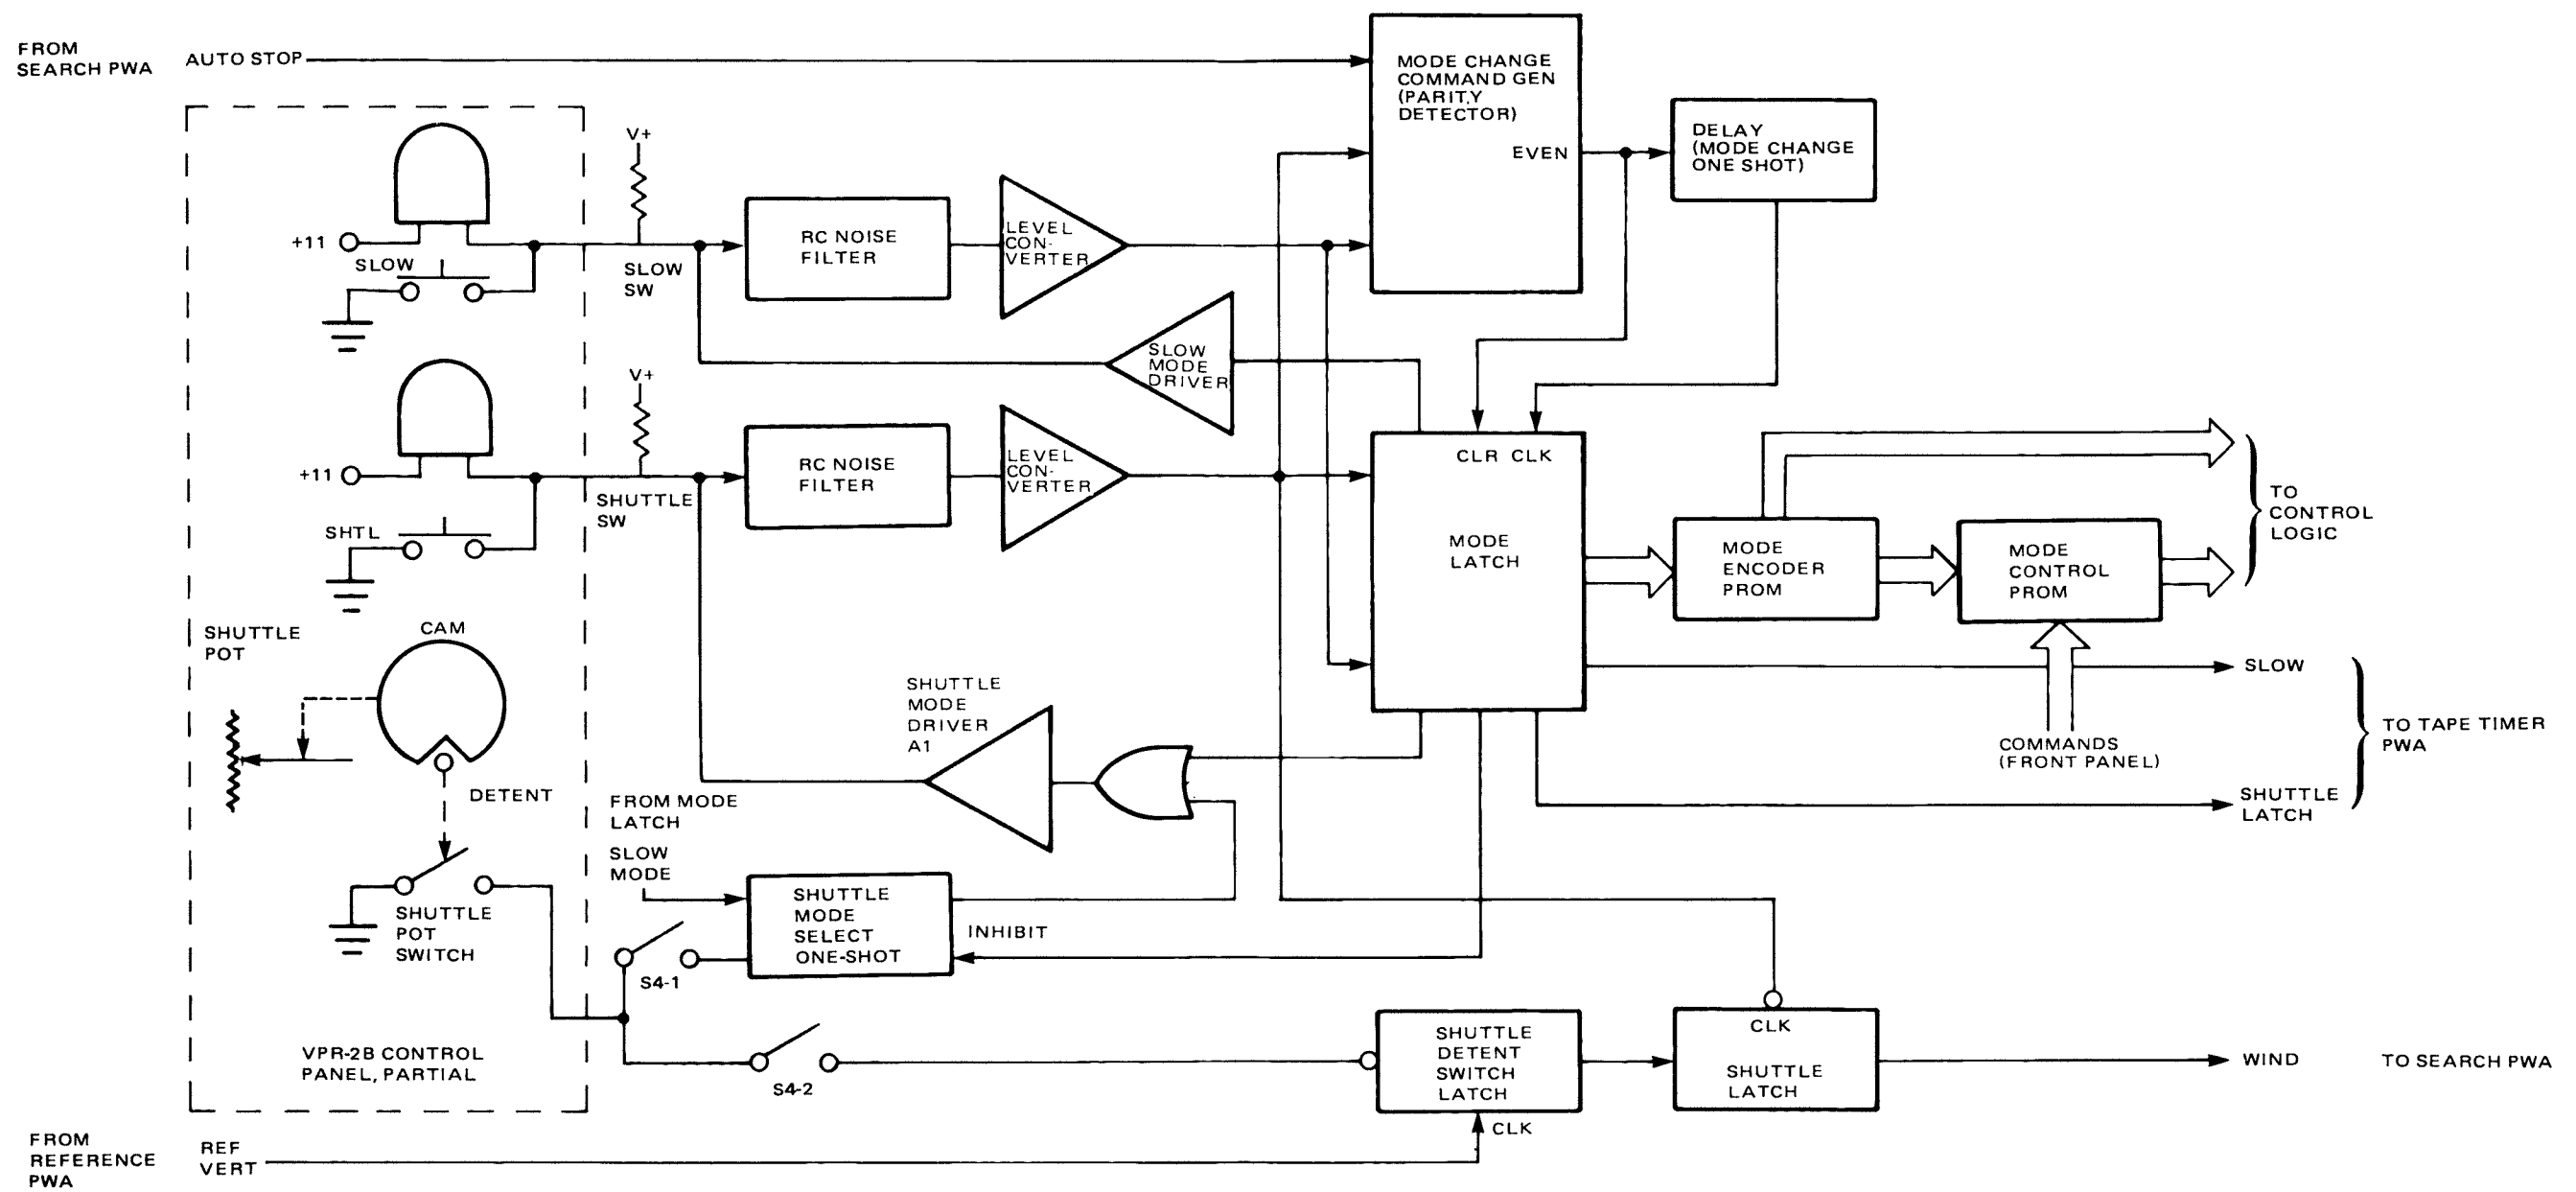 FROM
SEARCH PWA
AUTO STOP
MODE CHANGE
COMMAND GEN
(PARIT.Y
DETECTOR)
EVEN
DELAY
(MODE CHANGE
ONE SHOT)
V+
+11
SLOW
SLOW
SW
RC NOISE
FILTER
LEVEL
CON-
VERTER
SLOW
MODE
DRIVER
V+
+11
SHTL
SHUTTLE
SW
RC NOISE
FILTER
LEVEL
CON-
VERTER
CLR CLK
MODE
LATCH
MODE
ENCODER
PROM
MODE
CONTROL
PROM
TO
CONTROL
LOGIC
SHUTTLE
POT
CAM
DETENT
SHUTTLE
POT
SWITCH
SHUTTLE
MODE
DRIVER
A1
FROM MODE
LATCH
SLOW
MODE
SHUTTLE
MODE
SELECT
ONE-SHOT
INHIBIT
S4-1
S4-2
COMMANDS
(FRONT PANEL)
SLOW
SHUTTLE
LATCH
TO TAPE TIMER
PWA
VPR-2B CONTROL
PANEL, PARTIAL
SHUTTLE
DETENT
SWITCH
LATCH
CLK
CLK
SHUTTLE
LATCH
WIND
TO SEARCH PWA
FROM
REFERENCE
PWA
REF
VERT